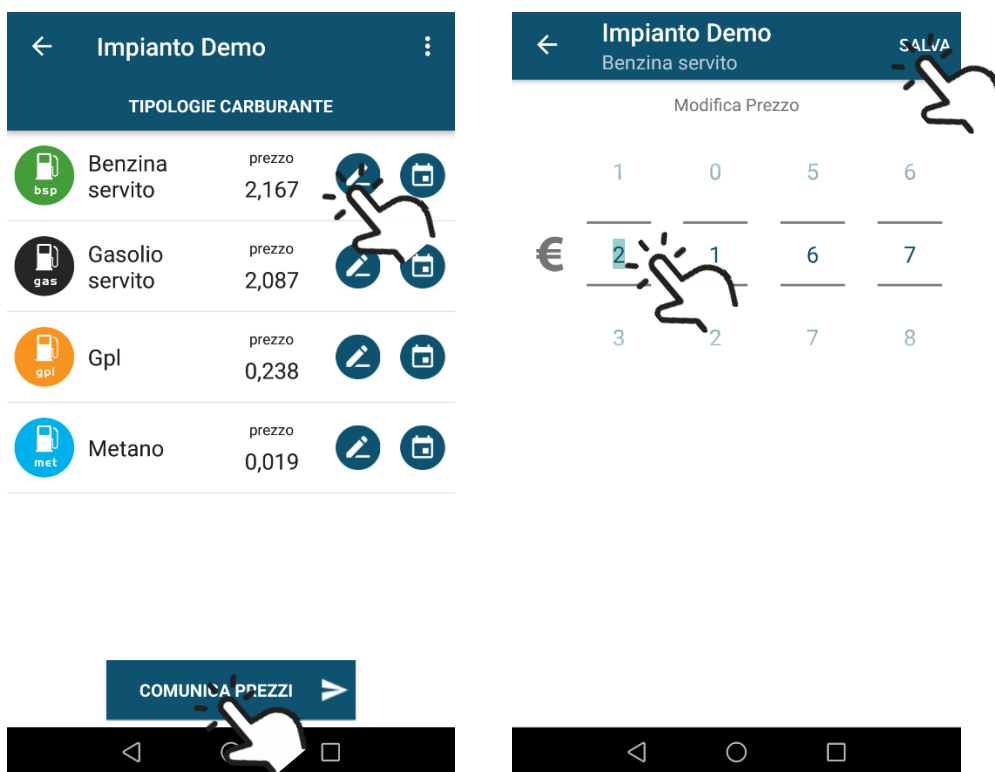 Impianto Demo
TIPOLOGIE CARBURANTE
bsp
Benzina
servito
prezzo
2,167
gas
Gasolio
servito
prezzo
2,087
gpl
Gpl
prezzo
0,238
met
Metano
prezzo
0,019
COMUNICA PREZZI
Impianto Demo
Benzina servito
SALVA
Modifica Prezzo
1 0 5 6
€ 2 1 6 7
3 2 7 8